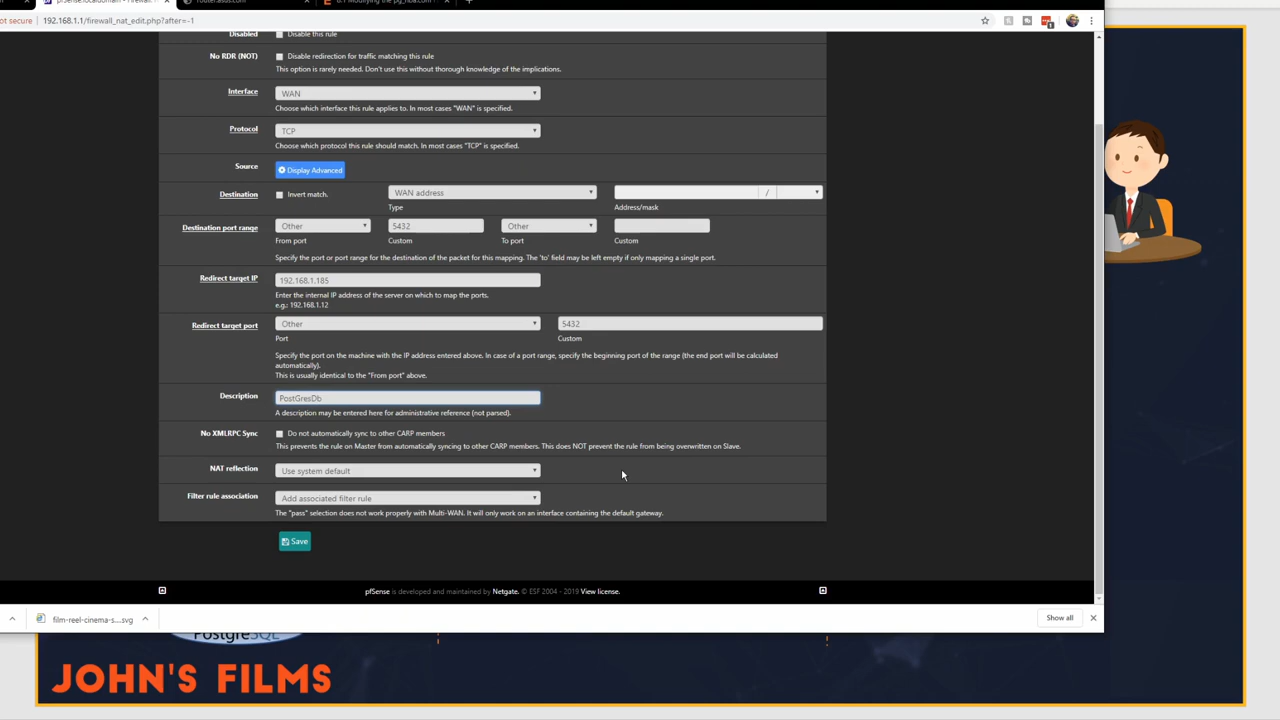 pfSense.localdomain - Firewall: N
router.asus.com
6.1 Modifying the pg_hba.con
ot secure
192.168.1.1/firewall_nat_edit.php?after=-1
Disabled
Disable this rule
No RDR (NOT)
Disable redirection for traffic matching this rule
This option is rarely needed. Don't use this without thorough knowledge of the implications.
Interface
WAN
Choose which interface this rule applies to. In most cases "WAN" is specified.
Protocol
TCP
Choose which protocol this rule should match. In most cases "TCP" is specified.
Source
Display Advanced
Destination
Invert match.
WAN address
/
Type
Address/mask
Destination port range
Other
5432
Other
From port
Custom
To port
Custom
Specify the port or port range for the destination of the packet for this mapping. The 'to' field may be left empty if only mapping a single port.
Redirect target IP
192.168.1.185
Enter the internal IP address of the server on which to map the ports.
e.g.: 192.168.1.12
Redirect target port
Other
5432
Port
Custom
Specify the port on the machine with the IP address entered above. In case of a port range, specify the beginning port of the range (the end port will be calculated
automatically).
This is usually identical to the "From port" above.
Description
PostGresDb
A description may be entered here for administrative reference (not parsed).
No XMLRPC Sync
Do not automatically sync to other CARP members
This prevents the rule on Master from automatically syncing to other CARP members. This does NOT prevent the rule from being overwritten on Slave.
NAT reflection
Use system default
Filter rule association
Add associated filter rule
The "pass" selection does not work properly with Multi-WAN. It will only work on an interface containing the default gateway.
Save
pfSense is developed and maintained by Netgate. © ESF 2004 - 2019 View license.
film-reel-cinema-s....svg
Show all
PostgreSQL
JOHN'S FILMS